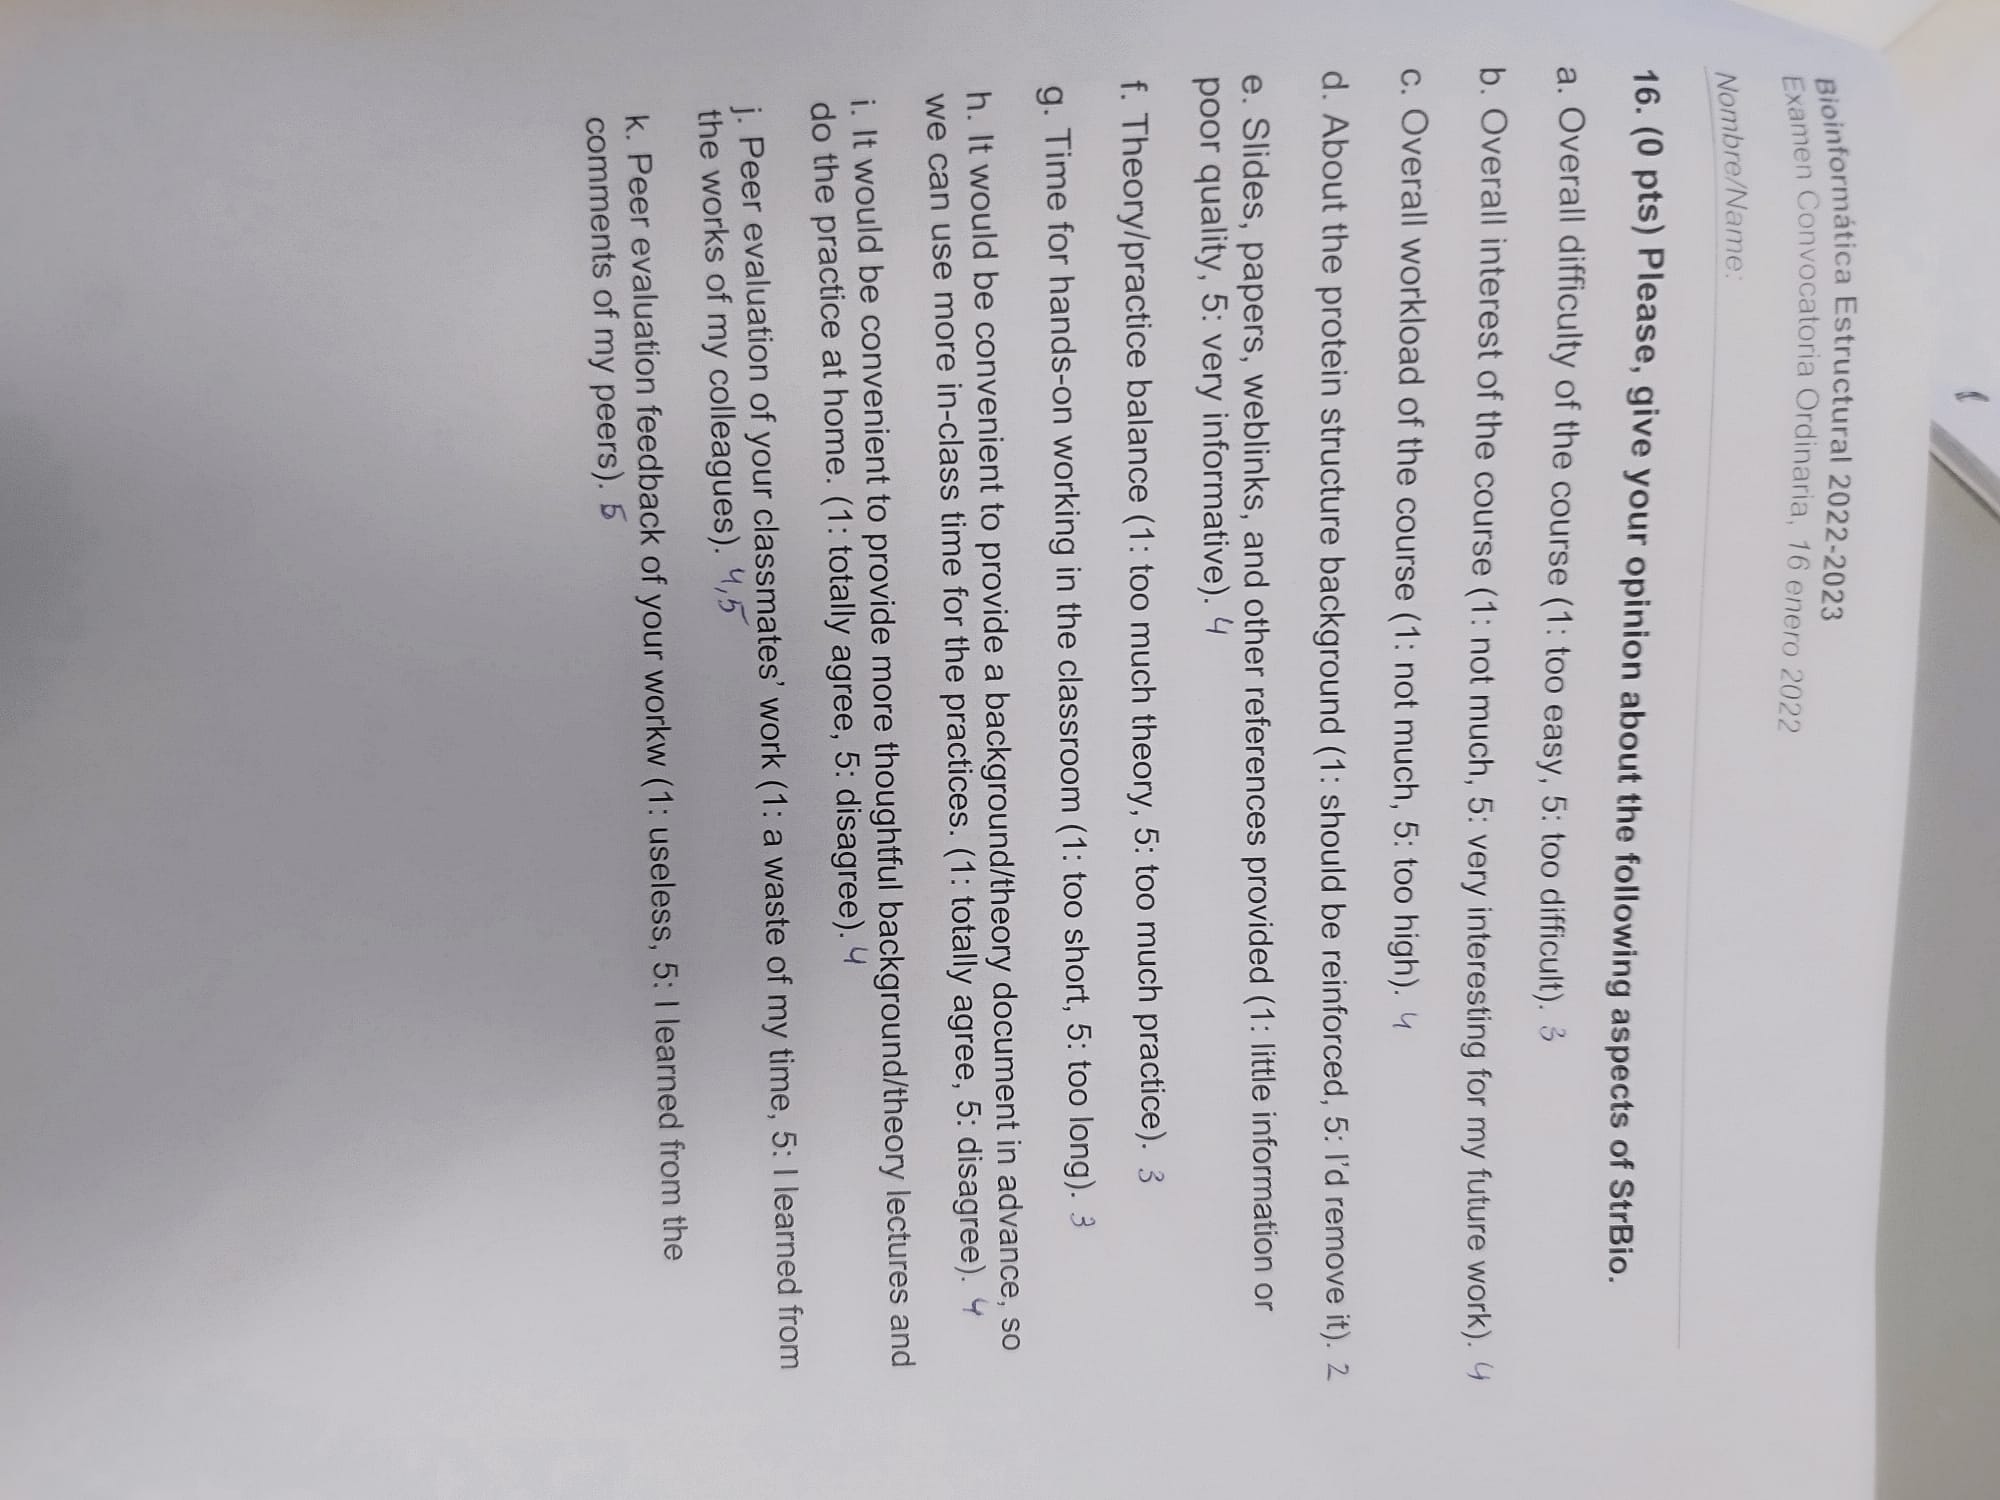 Bioinformática Estructural 2022-2023
Examen Convocatoria Ordinaria, 16 enero 2022
Nombre/Name:
16. (0 pts) Please, give your opinion about the following aspects of StrBio.
a. Overall difficulty of the course (1: too easy, 5: too difficult). 3
b. Overall interest of the course (1: not much, 5: very interesting for my future work). 4
c. Overall workload of the course (1: not much, 5: too high). 4
d. About the protein structure background (1: should be reinforced, 5: I'd remove it). 2
e. Slides, papers, weblinks, and other references provided (1: little information or
poor quality, 5: very informative). 4
f. Theory/practice balance (1: too much theory, 5: too much practice). 3
g. Time for hands-on working in the classroom (1: too short, 5: too long). 3
h. It would be convenient to provide a background/theory document in advance, so
we can use more in-class time for the practices. (1: totally agree, 5: disagree). 4
i. It would be convenient to provide more thoughtful background/theory lectures and
do the practice at home. (1: totally agree, 5: disagree). 4
j. Peer evaluation of your classmates' work (1: a waste of my time, 5: I learned from
the works of my colleagues). 4,5
k. Peer evaluation feedback of your workw (1: useless, 5: I learned from the
comments of my peers). 5